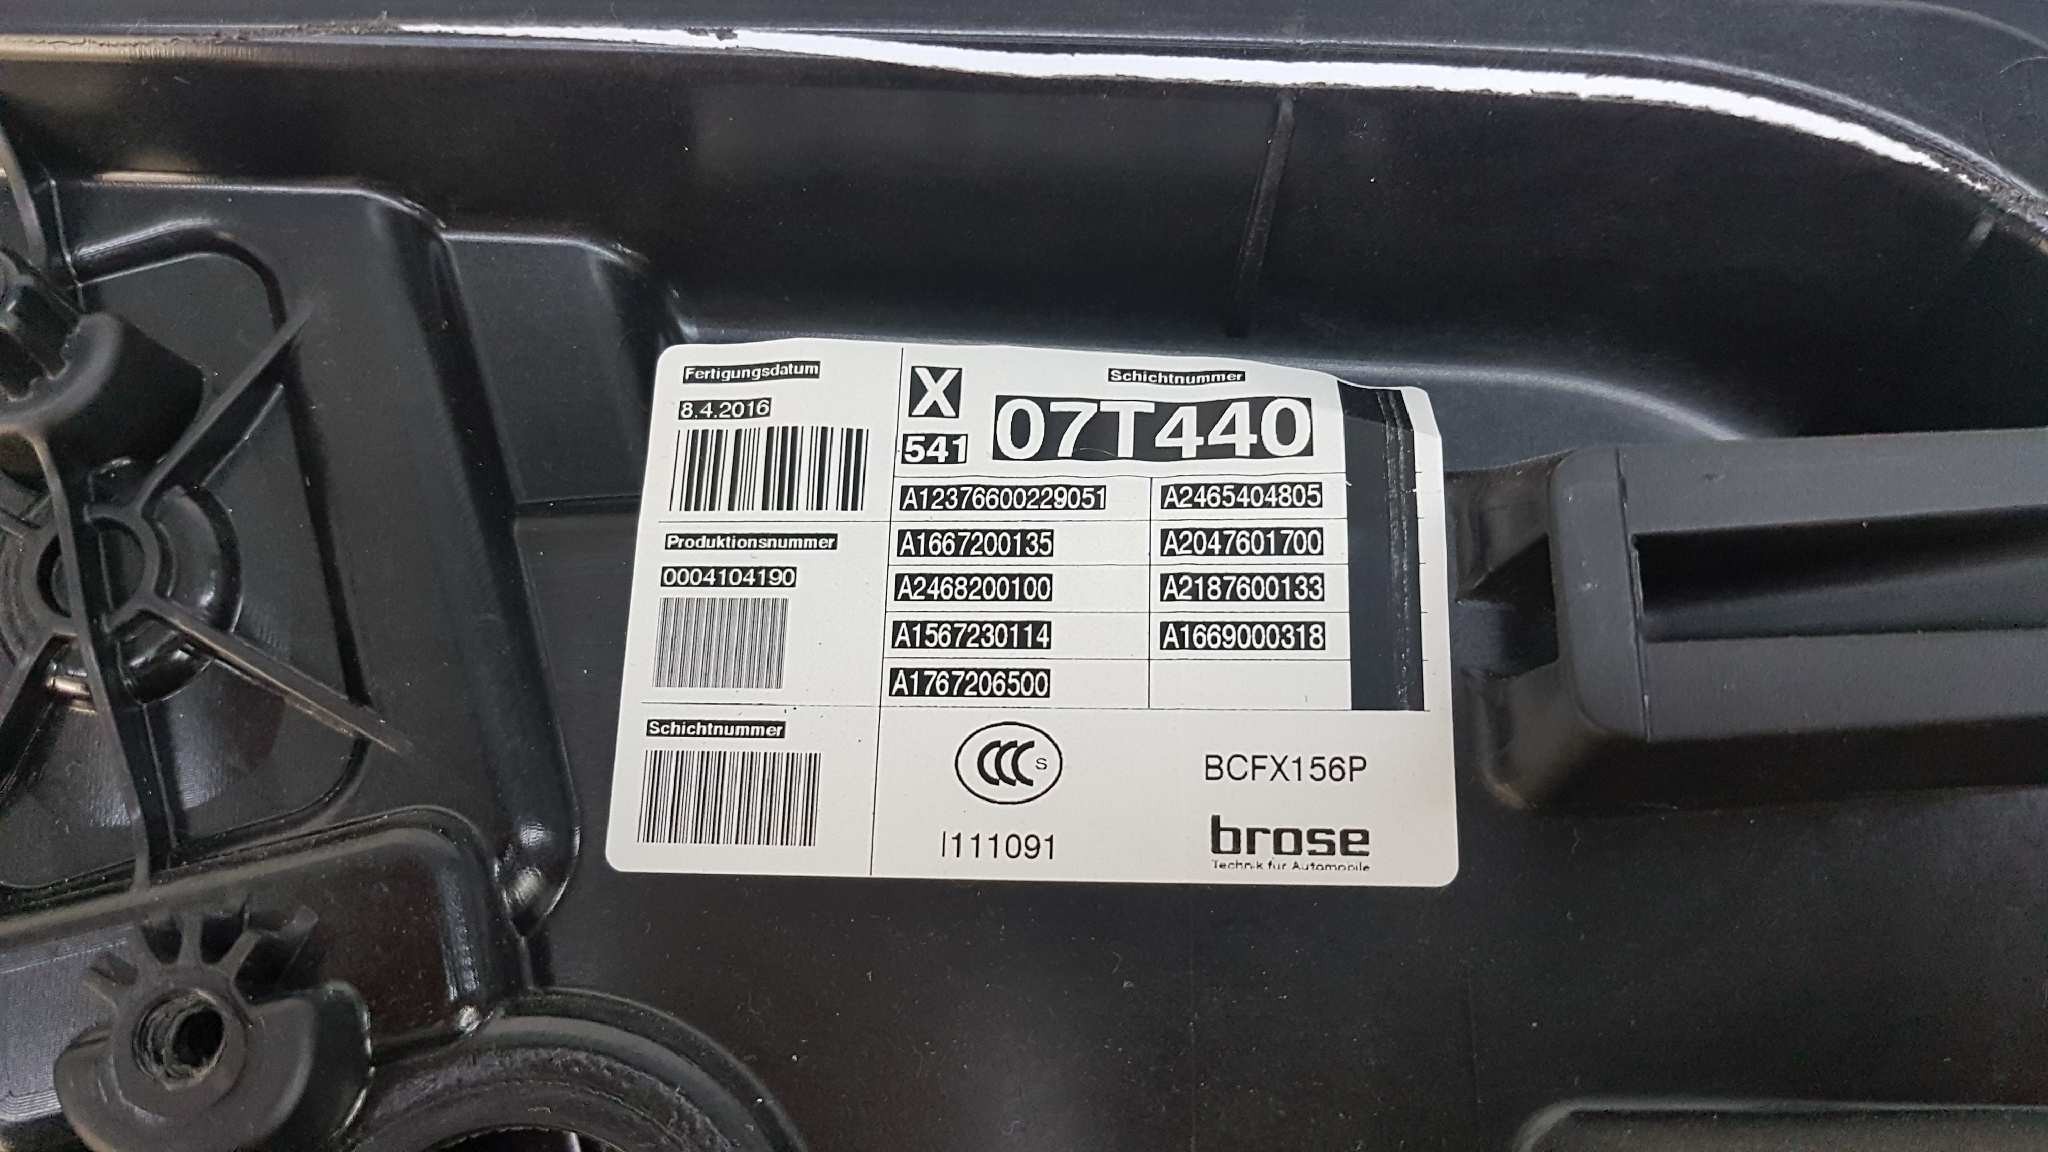 Fertigungsdatum
8.4.2016
X
541
Schichtnummer
07T440
A12376600229051 A2465404805
A1667200135 A2047601700
A2468200100 A2187600133
A1567230114 A1669000318
A1767206500
Produktionsnummer
0004104190
Schichtnummer
CCC S
I111091
BCFX156P
brose
Technik für Automobile